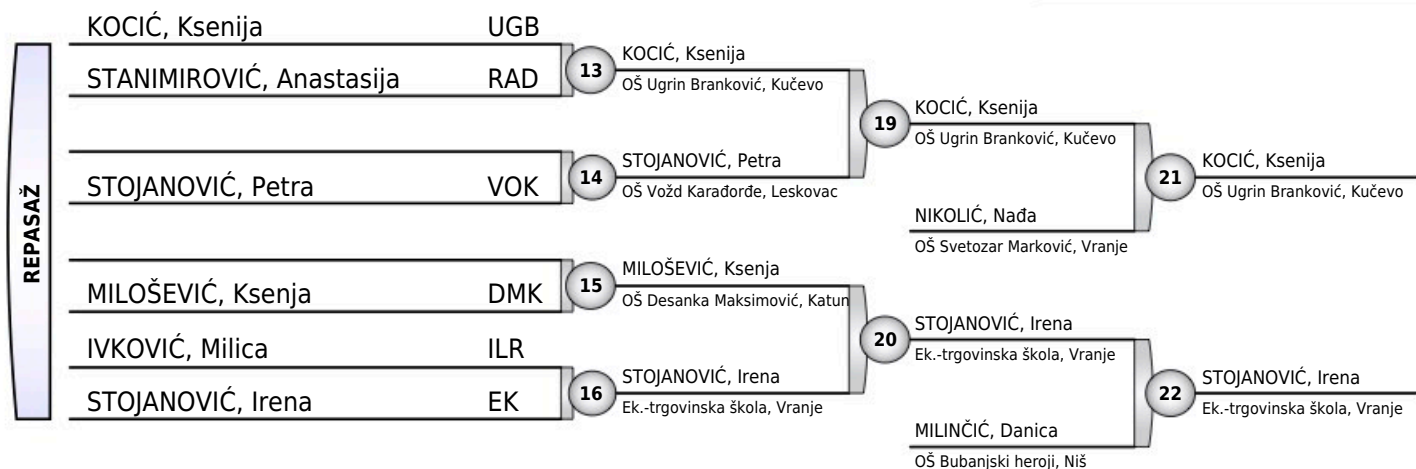 REPASAŽ
KOCIĆ, Ksenija UGB
STANIMIROVIĆ, Anastasija RAD
STOJANOVIĆ, Petra VOK
MILOŠEVIĆ, Ksenja DMK
IVKOVIĆ, Milica ILR
STOJANOVIĆ, Irena EK
13
KOCIĆ, Ksenija
OŠ Ugrin Branković, Kučevo
14
STOJANOVIĆ, Petra
OŠ Vožd Karađorđe, Leskovac
15
MILOŠEVIĆ, Ksenja
OŠ Desanka Maksimović, Katun
16
STOJANOVIĆ, Irena
Ek.-trgovinska škola, Vranje
19
KOCIĆ, Ksenija
OŠ Ugrin Branković, Kučevo
NIKOLIĆ, Nađa
OŠ Svetozar Marković, Vranje
20
STOJANOVIĆ, Irena
Ek.-trgovinska škola, Vranje
MILINČIĆ, Danica
OŠ Bubanjski heroji, Niš
21
KOCIĆ, Ksenija
OŠ Ugrin Branković, Kučevo
22
STOJANOVIĆ, Irena
Ek.-trgovinska škola, Vranje